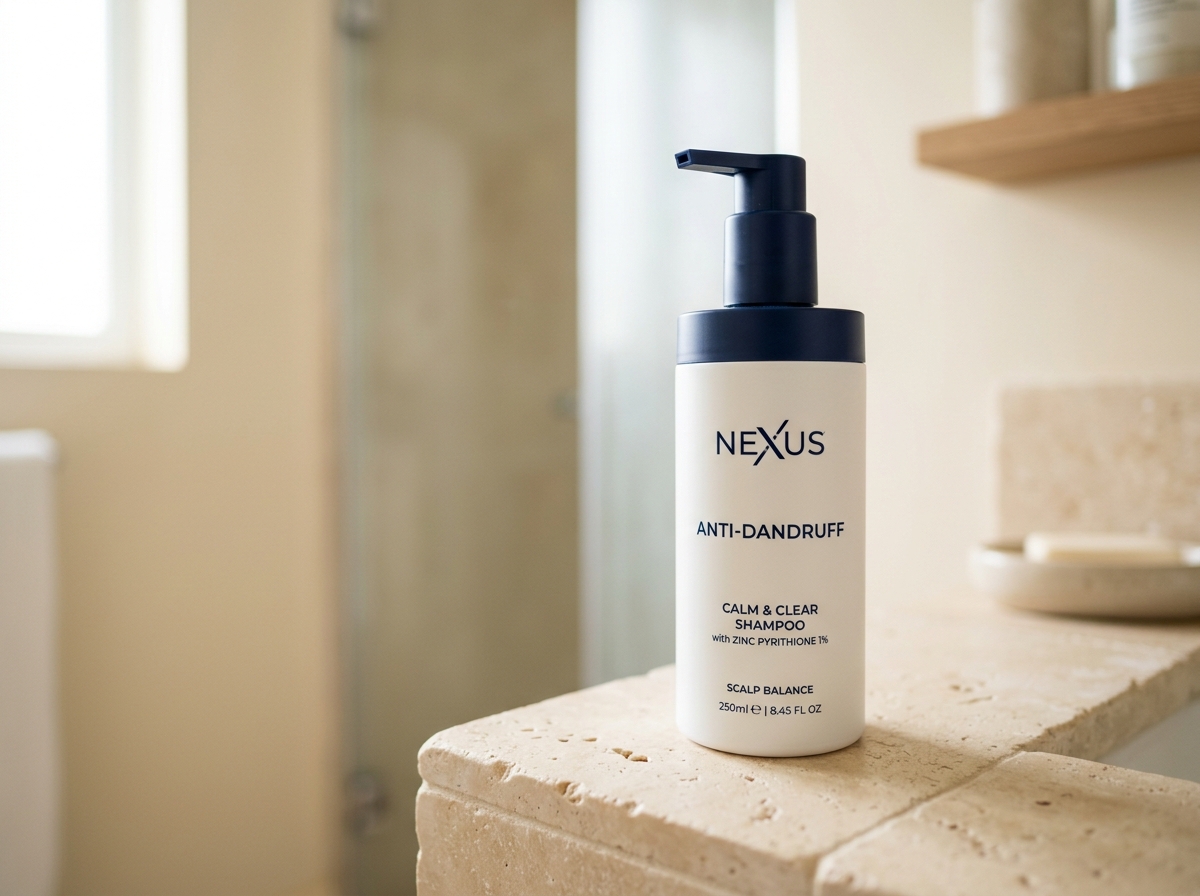 NEXUS
ANTI-DANDRUFF
CALM & CLEAR
SHAMPOO
with ZINC PYRITHIONE 1%
SCALP BALANCE
250ml ℮ | 8.45 FL OZ